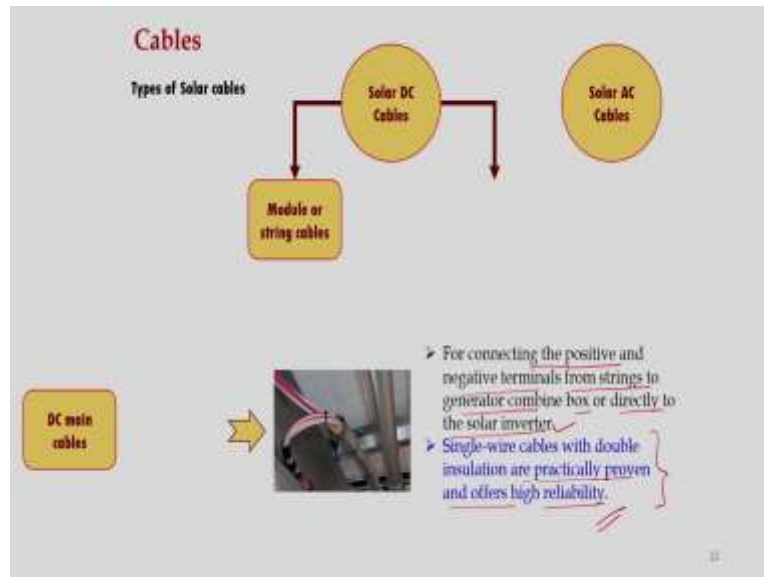 Cables
Types of Solar cables
Solar DC
Cables
Solar AC
Cables
Module or
string cables
DC main
cables
➤ For connecting the positive and
negative terminals from strings to
generator combine box or directly to
the solar inverter.
➤ Single-wire cables with double
insulation are practically proven
and offers high reliability.